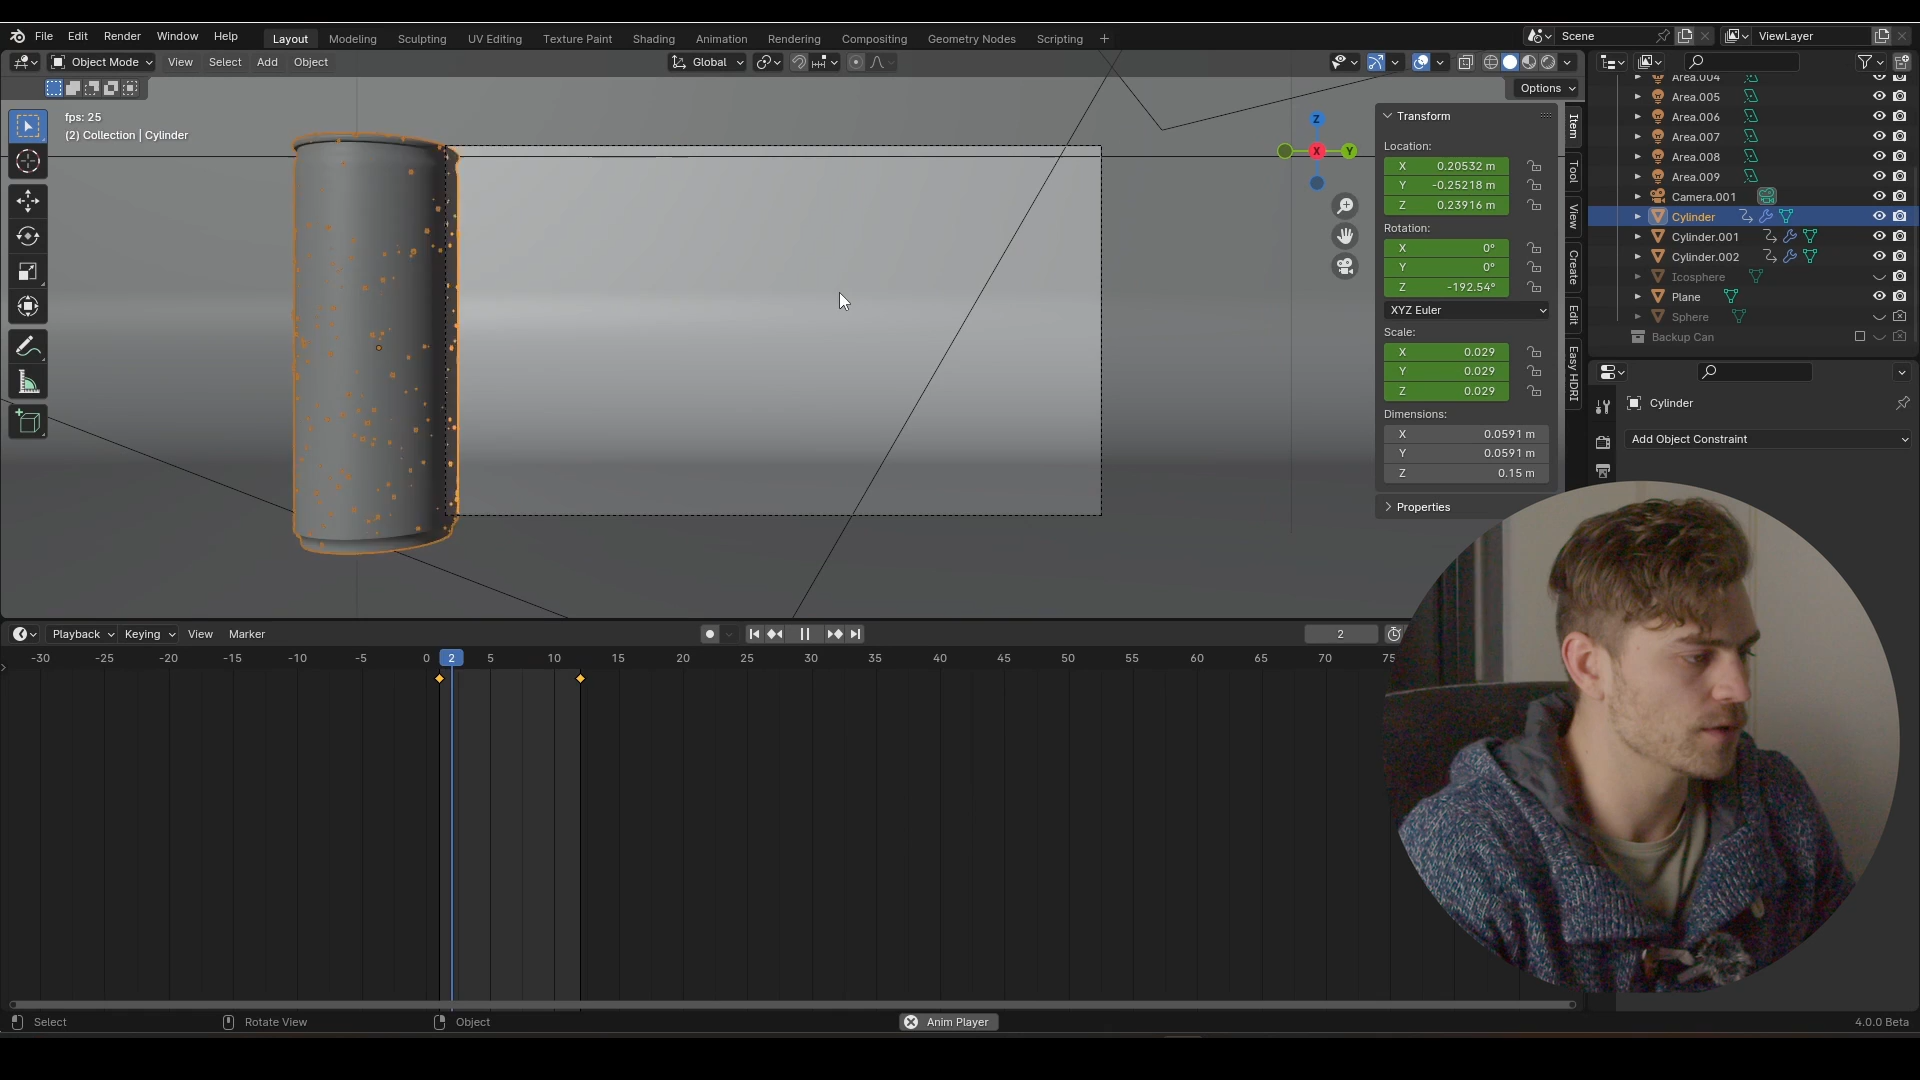 File Edit Render Window Help Layout Modeling Sculpting UV Editing Texture Paint Shading Animation Rendering Compositing Geometry Nodes Scripting + Scene ViewLayer
Object Mode View Select Add Object Global
Options
fps: 25
(2) Collection | Cylinder
Z
X
Y
Transform
Location:
X 0.20532 m
Y -0.25218 m
Z 0.23916 m
Rotation:
X 0°
Y 0°
Z -192.54°
XYZ Euler
Scale:
X 0.029
Y 0.029
Z 0.029
Dimensions:
X 0.0591 m
Y 0.0591 m
Z 0.15 m
Properties
Item
Tool
View
Create
Edit
Easy HDRI
Area.004
Area.005
Area.006
Area.007
Area.008
Area.009
Camera.001
Cylinder
Cylinder.001
Cylinder.002
Icosphere
Plane
Sphere
Backup Can
Cylinder
Add Object Constraint
Playback Keying View Marker 2
-30 -25 -20 -15 -10 -5 0 2 5 10 15 20 25 30 35 40 45 50 55 60 65 70 75
Select Rotate View Object Anim Player 4.0.0 Beta